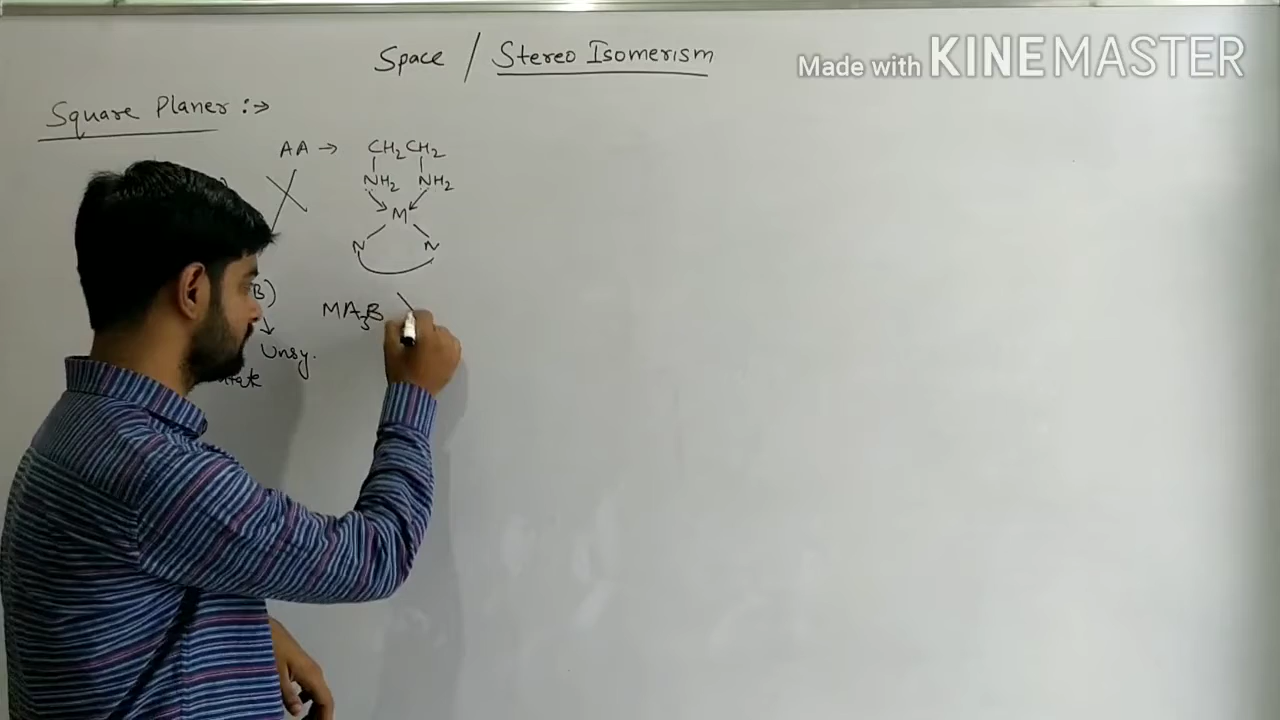 Space / Stereo Isomerism
Made with KINEMASTER
Square Planer :→
AA → CH2 CH2
NH2 NH2
M
N N
B)
MA3B
↓
Unsy.